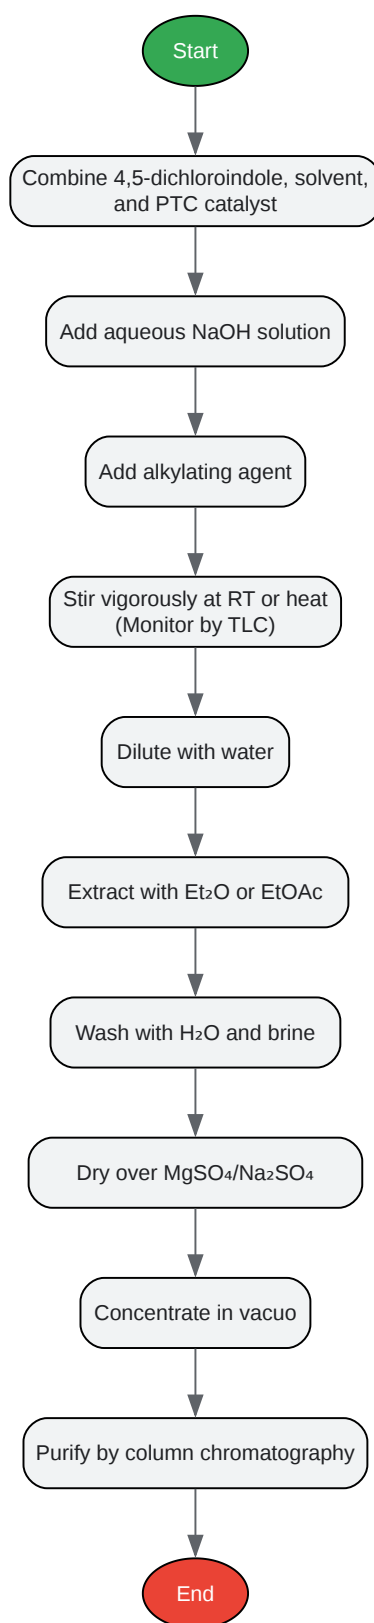 Start
Combine 4,5-dichloroindole, solvent,
and PTC catalyst
Add aqueous NaOH solution
Add alkylating agent
Stir vigorously at RT or heat
(Monitor by TLC)
Dilute with water
Extract with Et₂O or EtOAc
Wash with H₂O and brine
Dry over MgSO₄/Na₂SO₄
Concentrate in vacuo
Purify by column chromatography
End